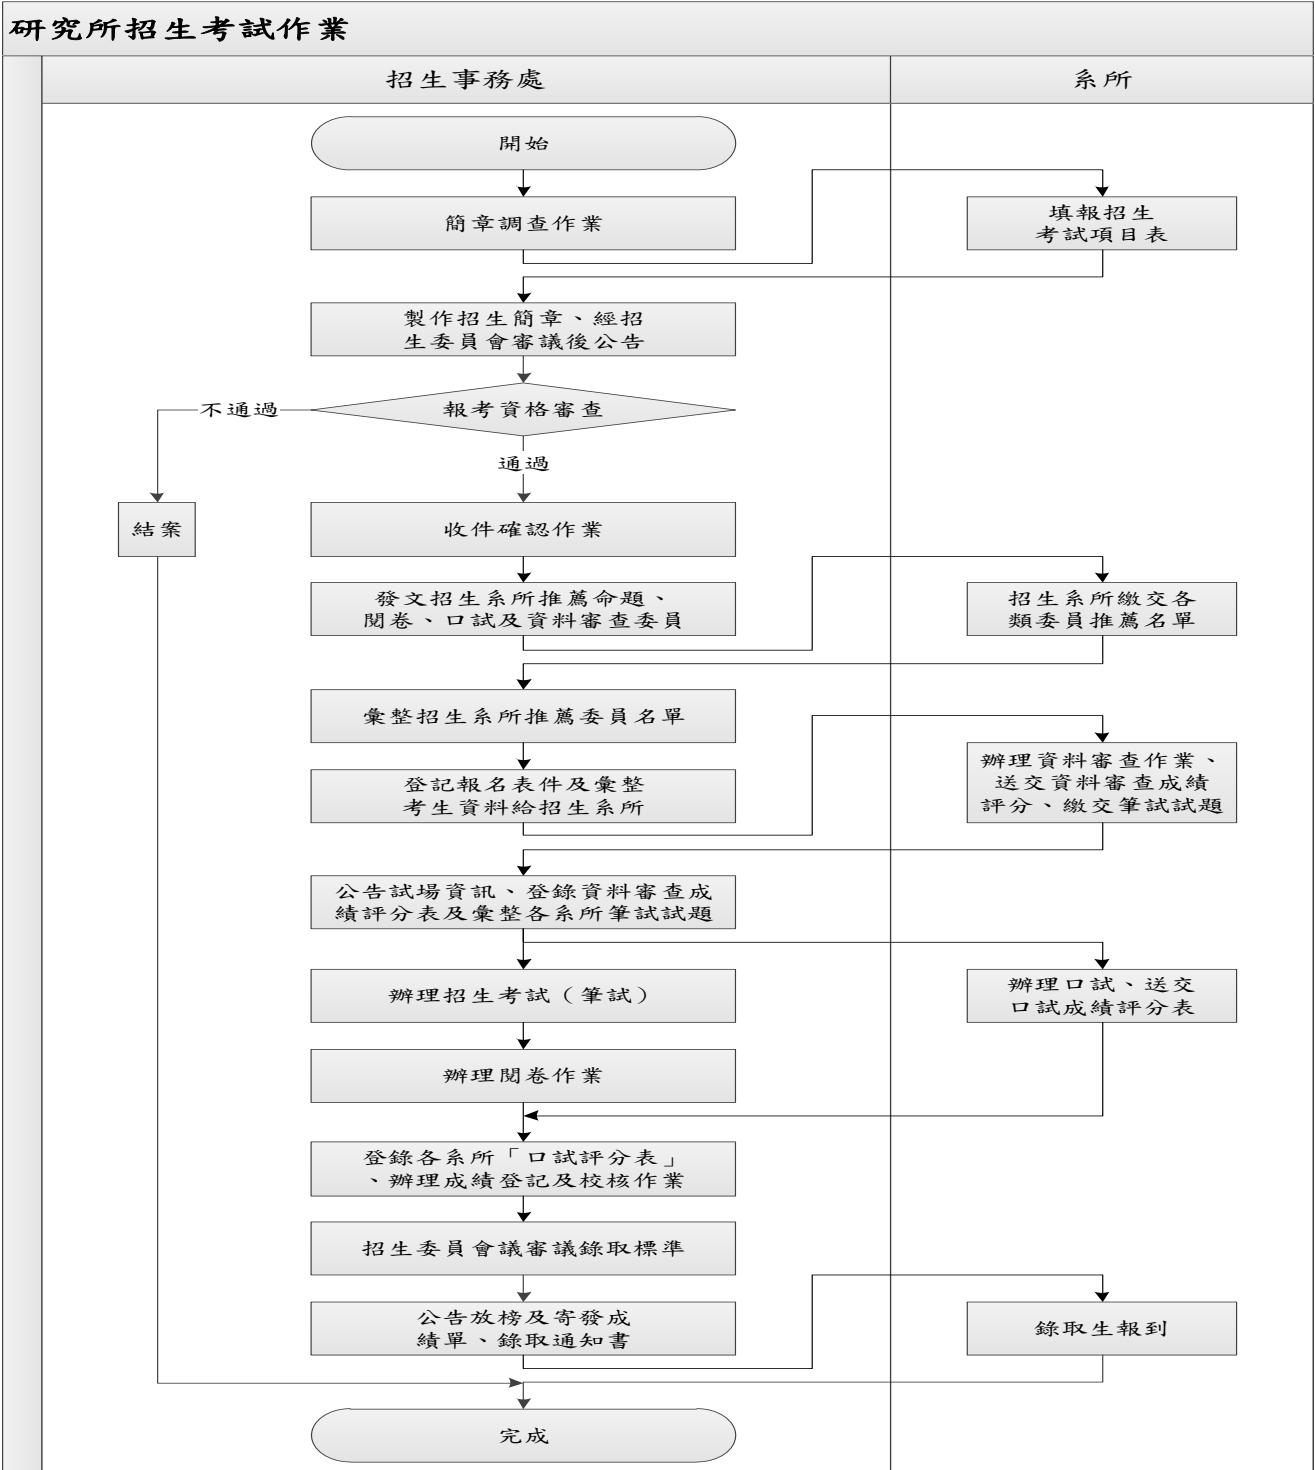 研究所招生考試作業
招生事務處
系所
開始
簡章調查作業
填報招生
考試項目表
製作招生簡章、經招
生委員會審議後公告
報考資格審查
不通過
通過
結案
收件確認作業
發文招生系所推薦命題、
閱卷、口試及資料審查委員
招生系所繳交各
類委員推薦名單
彙整招生系所推薦委員名單
登記報名表件及彙整
考生資料給招生系所
辦理資料審查作業、
送交資料審查成績
評分、繳交筆試試題
公告試場資訊、登錄資料審查成
績評分表及彙整各系所筆試試題
辦理招生考試（筆試）
辦理口試、送交
口試成績評分表
辦理閱卷作業
登錄各系所「口試評分表」
、辦理成績登記及校核作業
招生委員會議審議錄取標準
公告放榜及寄發成
績單、錄取通知書
錄取生報到
完成